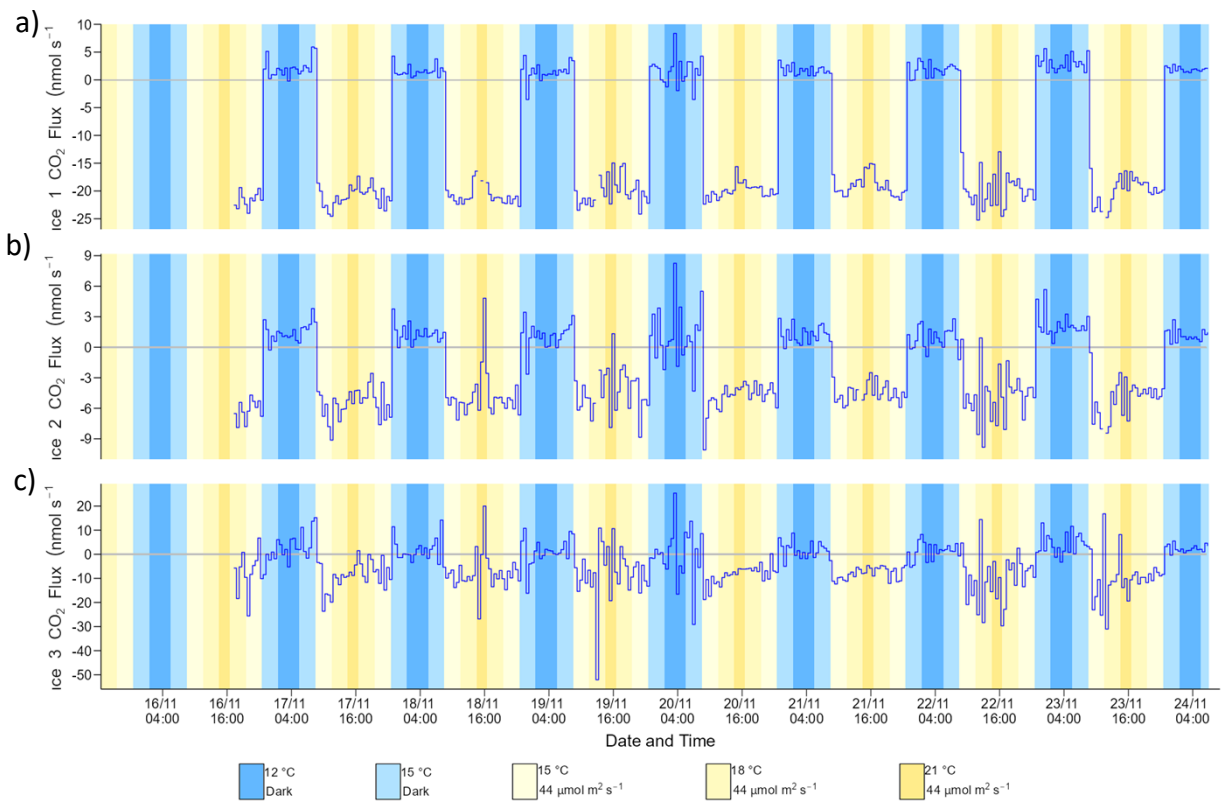 a)
10
5
0
-5
-10
-15
-20
-25
Ice 1 CO₂ Flux (nmol s⁻¹)
b)
9
6
3
0
-3
-6
-9
Ice 2 CO₂ Flux (nmol s⁻¹)
c)
20
10
0
-10
-20
-30
-40
-50
Ice 3 CO₂ Flux (nmol s⁻¹)
16/11 16/11 17/11 17/11 18/11 18/11 19/11 19/11 20/11 20/11 21/11 21/11 22/11 22/11 23/11 23/11 24/11
04:00 16:00 04:00 16:00 04:00 16:00 04:00 16:00 04:00 16:00 04:00 16:00 04:00 16:00 04:00 16:00 04:00
Date and Time
12 °C 15 °C 15 °C 18 °C 21 °C
Dark Dark 44 μmol m² s⁻¹ 44 μmol m² s⁻¹ 44 μmol m² s⁻¹